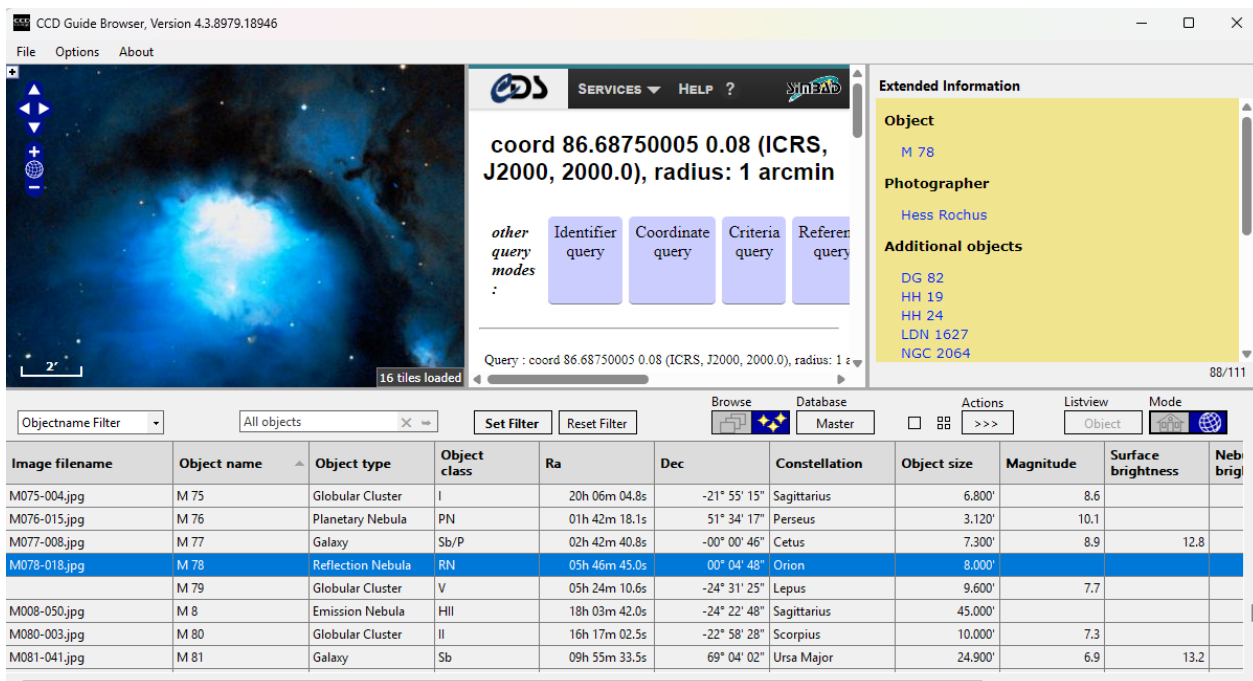 CCD Guide Browser, Version 4.3.8979.18946
File Options About
2'
16 tiles loaded
CDS SERVICES HELP ? SIMBAD
coord 86.68750005 0.08 (ICRS,
J2000, 2000.0), radius: 1 arcmin
other
query
modes
:
Identifier
query
Coordinate
query
Criteria
query
Referen
query
Query : coord 86.68750005 0.08 (ICRS, J2000, 2000.0), radius: 1 a
Extended Information
Object
M 78
Photographer
Hess Rochus
Additional objects
DG 82
HH 19
HH 24
LDN 1627
NGC 2064
88/111
Browse Database Actions Listview Mode
Objectname Filter All objects Set Filter Reset Filter Master >>> Object
Image filename Object name Object type Object class Ra Dec Constellation Object size Magnitude Surface brightness Neb brigl
M075-004.jpg M 75 Globular Cluster I 20h 06m 04.8s -21° 55' 15" Sagittarius 6.800' 8.6
M076-015.jpg M 76 Planetary Nebula PN 01h 42m 18.1s 51° 34' 17" Perseus 3.120' 10.1
M077-008.jpg M 77 Galaxy Sb/P 02h 42m 40.8s -00° 00' 46" Cetus 7.300' 8.9 12.8
M078-018.jpg M 78 Reflection Nebula RN 05h 46m 45.0s 00° 04' 48" Orion 8.000'
M 79 Globular Cluster V 05h 24m 10.6s -24° 31' 25" Lepus 9.600' 7.7
M008-050.jpg M 8 Emission Nebula HII 18h 03m 42.0s -24° 22' 48" Sagittarius 45.000'
M080-003.jpg M 80 Globular Cluster II 16h 17m 02.5s -22° 58' 28" Scorpius 10.000' 7.3
M081-041.jpg M 81 Galaxy Sb 09h 55m 33.5s 69° 04' 02" Ursa Major 24.900' 6.9 13.2